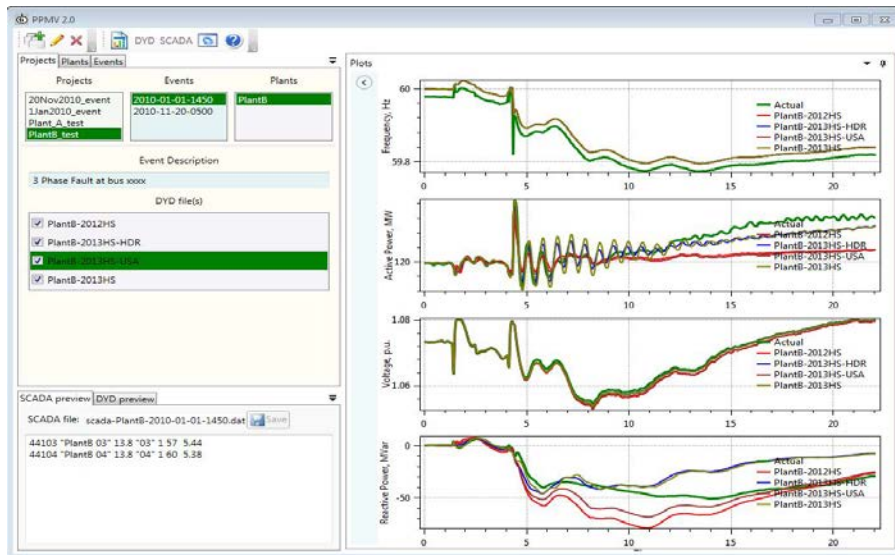 PPMV 2.0
DYD SCADA
Projects Plants Events
Projects Events Plants
20Nov2010_event
1Jan2010_event
Plant_A_test
PlantB_test
2010-01-01-1450
2010-11-20-0500
PlantB
Event Description
3 Phase Fault at bus xxxx
DYD file(s)
PlantB-2012HS
PlantB-2013HS-HDR
PlantB-2013HS-USA
PlantB-2013HS
SCADA preview DYD preview
SCADA file: scada-PlantB-2010-01-01-1450.dat Save
44103 "PlantB 03" 13.8 "03" 1 57 5.44
44104 "PlantB 04" 13.8 "04" 1 60 5.38
Plots
Frequency, Hz
60
59.8
Actual
PlantB-2012HS
PlantB-2013HS-HDR
PlantB-2013HS-USA
PlantB-2013HS
0 5 10 15 20
Active Power, MW
120
Actual
PlantB-2012HS
PlantB-2013HS-HDR
PlantB-2013HS-USA
PlantB-2013HS
0 5 10 15 20
Voltage, p.u.
1.08
1.06
Actual
PlantB-2012HS
PlantB-2013HS-HDR
PlantB-2013HS-USA
PlantB-2013HS
0 5 10 15 20
Reactive Power, MVar
0
-50
Actual
PlantB-2012HS
PlantB-2013HS-HDR
PlantB-2013HS-USA
PlantB-2013HS
0 5 10 15 20